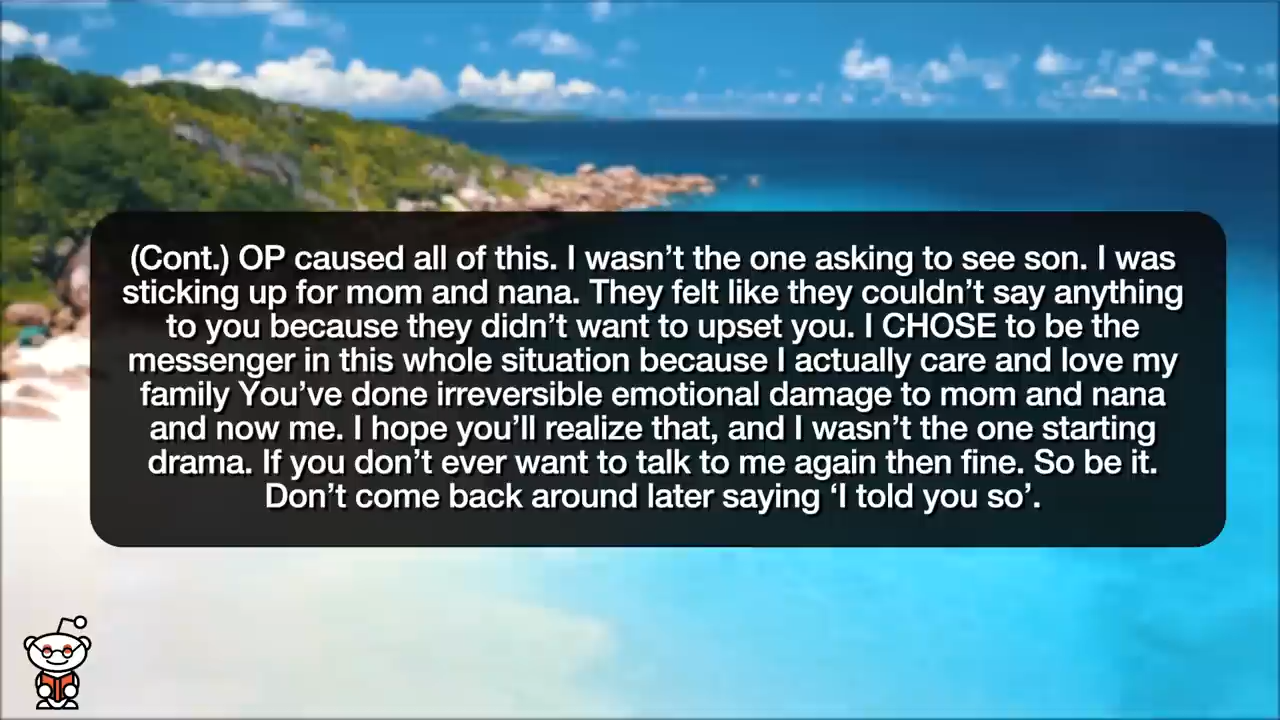 (Cont.) OP caused all of this. I wasn’t the one asking to see son. I was
sticking up for mom and nana. They felt like they couldn’t say anything
to you because they didn’t want to upset you. I CHOSE to be the
messenger in this whole situation because I actually care and love my
family You’ve done irreversible emotional damage to mom and nana
and now me. I hope you’ll realize that, and I wasn’t the one starting
drama. If you don’t ever want to talk to me again then fine. So be it.
Don’t come back around later saying ‘I told you so’.